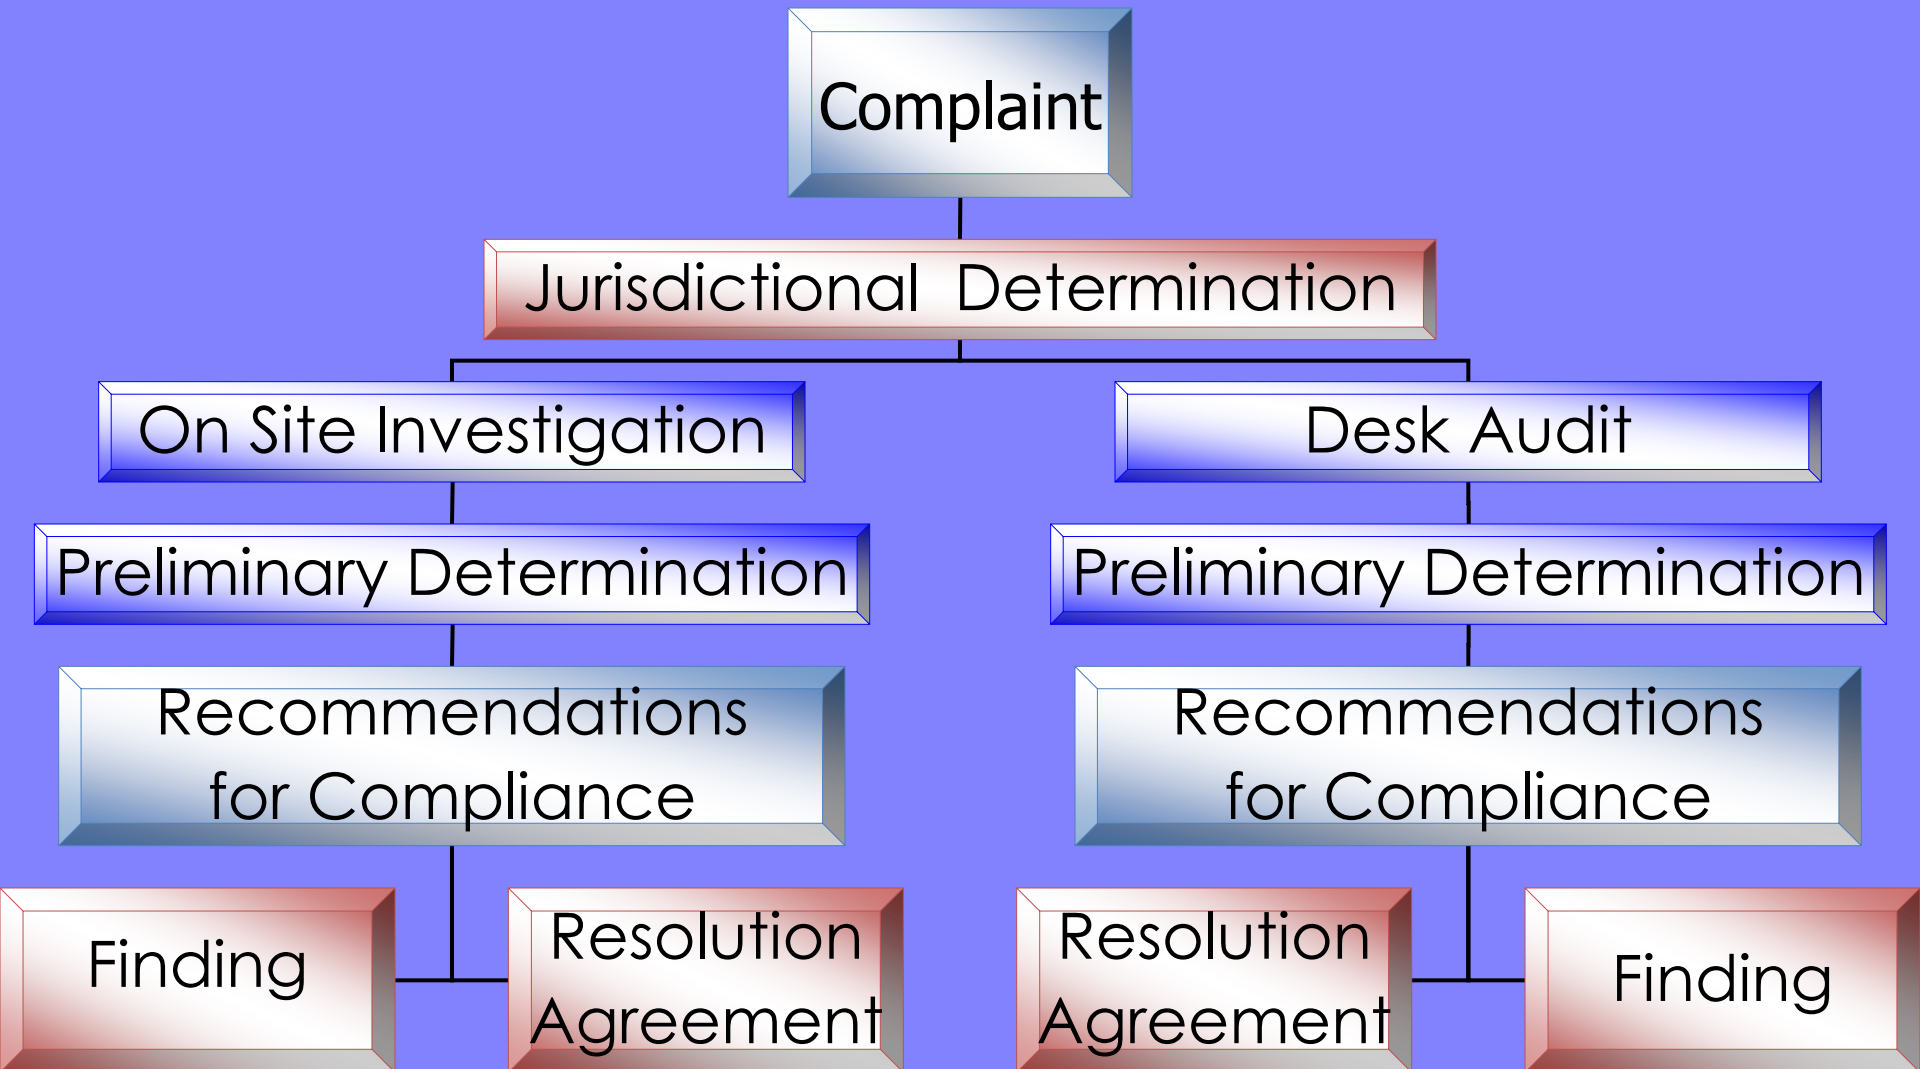 Complaint
Jurisdictional Determination
On Site Investigation
Desk Audit
Preliminary Determination
Preliminary Determination
Recommendations
for Compliance
Recommendations
for Compliance
Finding
Resolution
Agreement
Resolution
Agreement
Finding